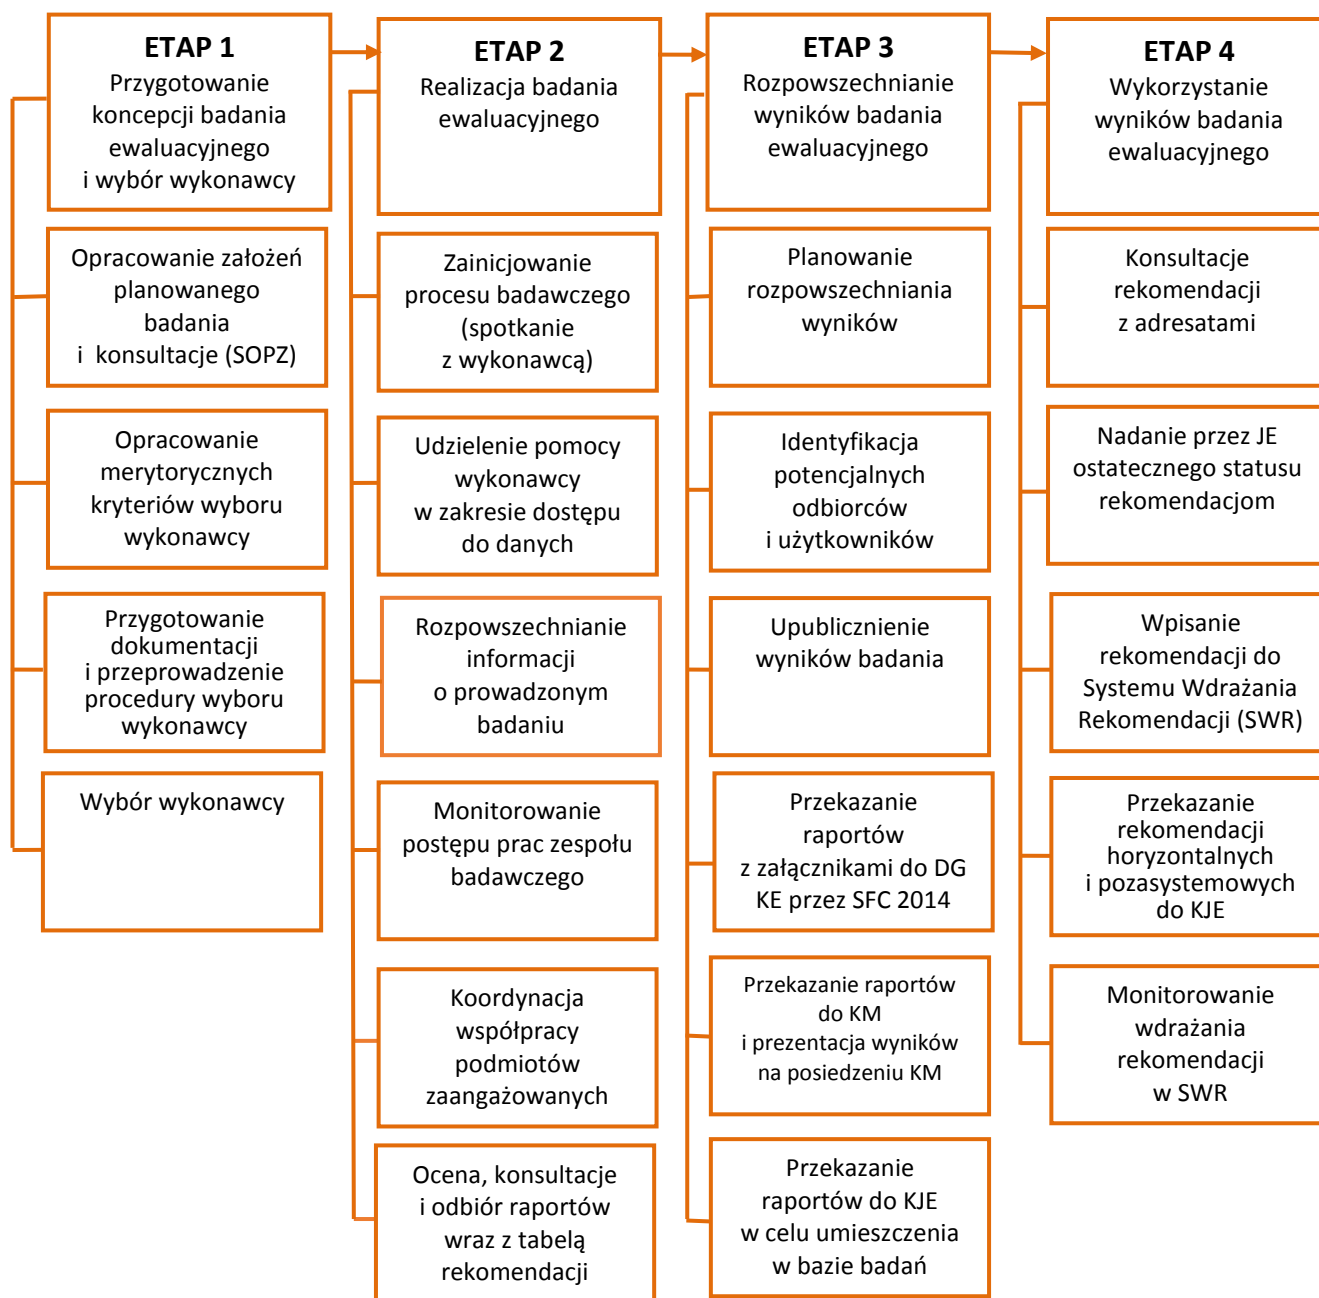 ETAP 1
Przygotowanie
koncepcji badania
ewaluacyjnego
i wybór wykonawcy
Opracowanie założeń
planowanego
badania
i konsultacje (SOPZ)
Opracowanie
merytorycznych
kryteriów wyboru
wykonawcy
Przygotowanie
dokumentacji
i przeprowadzenie
procedury wyboru
wykonawcy
Wybór wykonawcy
ETAP 2
Realizacja badania
ewaluacyjnego
Zainicjowanie
procesu badawczego
(spotkanie
z wykonawcą)
Udzielenie pomocy
wykonawcy
w zakresie dostępu
do danych
Rozpowszechnianie
informacji
o prowadzonym
badaniu
Monitorowanie
postępu prac zespołu
badawczego
Koordynacja
współpracy
podmiotów
zaangażowanych
Ocena, konsultacje
i odbiór raportów
wraz z tabelą
rekomendacji
ETAP 3
Rozpowszechnianie
wyników badania
ewaluacyjnego
Planowanie
rozpowszechniania
wyników
Identyfikacja
potencjalnych
odbiorców
i użytkowników
Upublicznienie
wyników badania
Przekazanie
raportów
z załącznikami do DG
KE przez SFC 2014
Przekazanie raportów
do KM
i prezentacja wyników
na posiedzeniu KM
Przekazanie
raportów do KJE
w celu umieszczenia
w bazie badań
ETAP 4
Wykorzystanie
wyników badania
ewaluacyjnego
Konsultacje
rekomendacji
z adresatami
Nadanie przez JE
ostatecznego statusu
rekomendacjom
Wpisanie
rekomendacji do
Systemu Wdrażania
Rekomendacji (SWR)
Przekazanie
rekomendacji
horyzontalnych
i pozasystemowych
do KJE
Monitorowanie
wdrażania
rekomendacji
w SWR